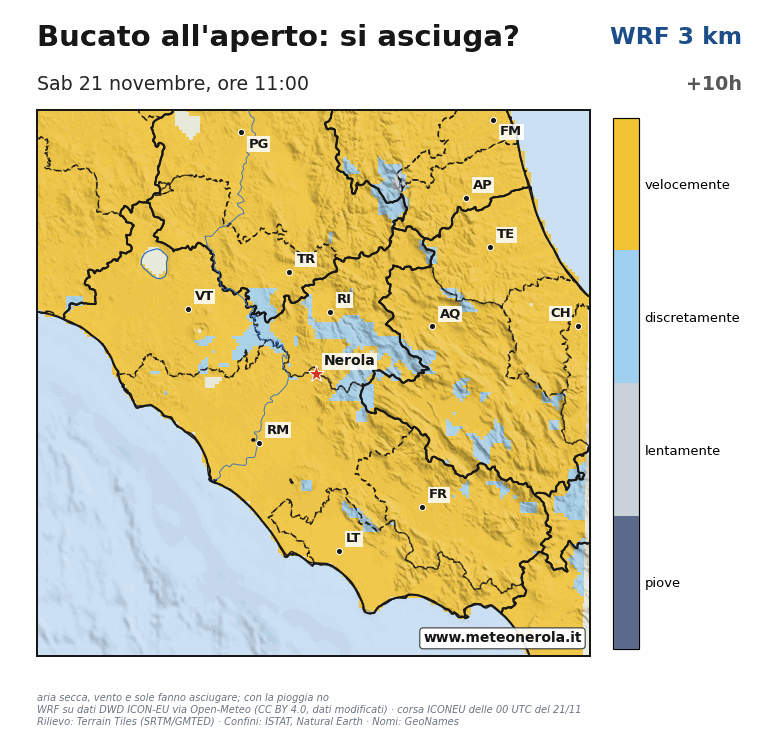 Bucato all'aperto: si asciuga?
WRF 3 km
Sab 21 novembre, ore 11:00
+10h
FM
PG
AP
TE
TR
VT
RI
AQ
CH
Nerola
RM
FR
LT
www.meteonerola.it
velocemente
discretamente
lentamente
piove
aria secca, vento e sole fanno asciugare; con la pioggia no
WRF su dati DWD ICON-EU via Open-Meteo (CC BY 4.0, dati modificati) · corsa ICONEU delle 00 UTC del 21/11
Rilievo: Terrain Tiles (SRTM/GMTED) · Confini: ISTAT, Natural Earth · Nomi: GeoNames